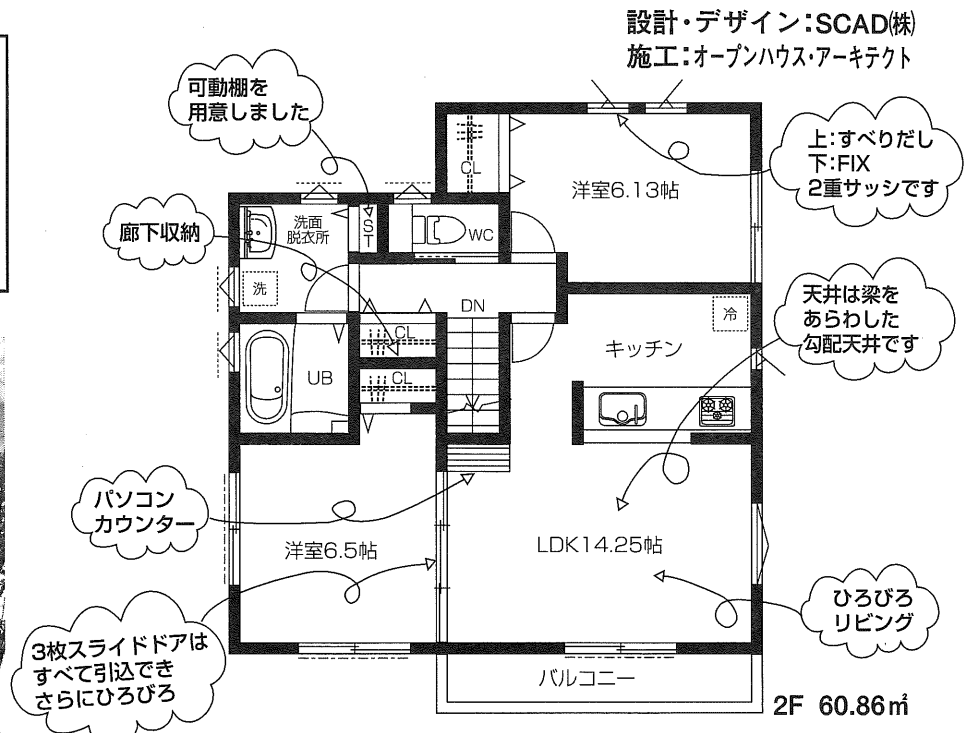 設計・デザイン:SCAD㈱
施工:オープンハウス・アーキテクト
可動棚を
用意しました
上:すべりだし
下:FIX
2重サッシです
CL
洋室6.13帖
廊下収納
洗面
脱衣所
ST
WC
洗
DN
天井は梁を
あらわした
勾配天井です
冷
キッチン
CL
UB
CL
パソコン
カウンター
洋室6.5帖
LDK14.25帖
ひろびろ
リビング
3枚スライドドアは
すべて引込でき
さらにひろびろ
バルコニー
2F 60.86㎡